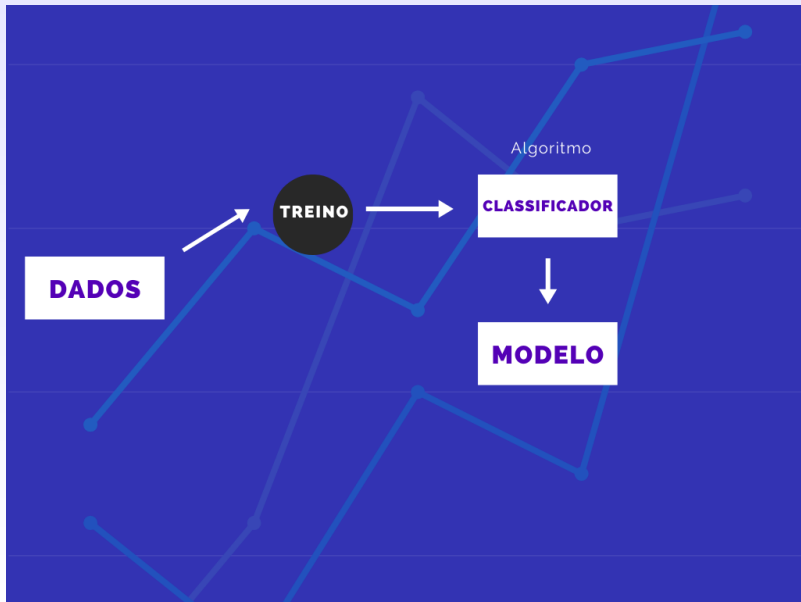 Algoritmo
TREINO
CLASSIFICADOR
DADOS
MODELO